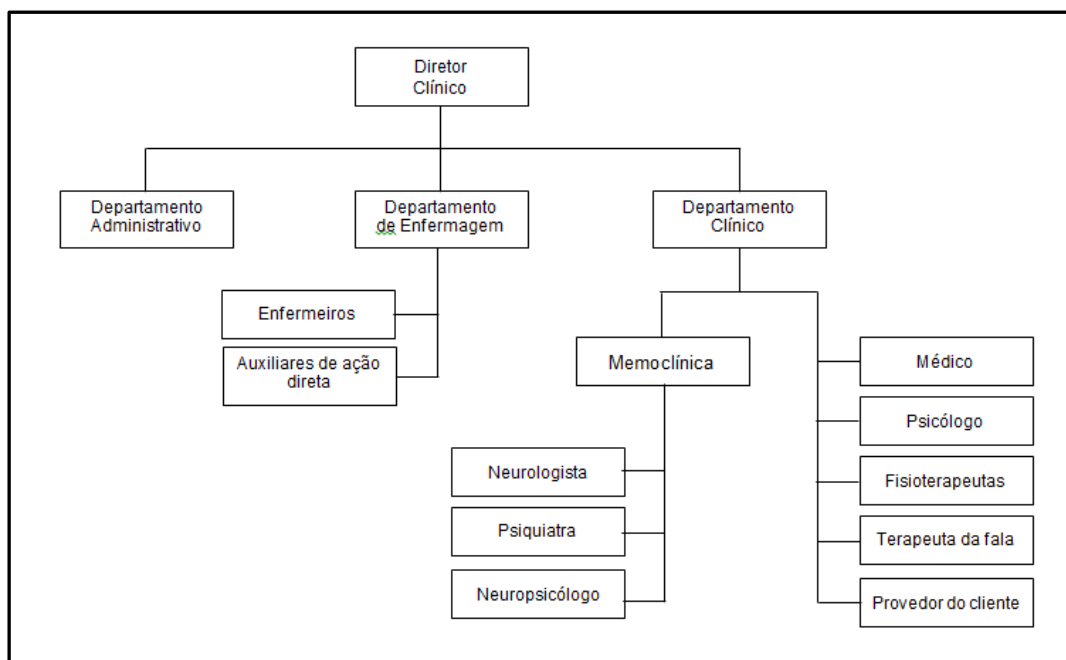 Diretor
Clínico
Departamento
Administrativo
Departamento
de Enfermagem
Departamento
Clínico
Enfermeiros
Auxiliares de ação
direta
Memoclínica
Neurologista
Psiquiatra
Neuropsicólogo
Médico
Psicólogo
Fisioterapeutas
Terapeuta da fala
Provedor do cliente